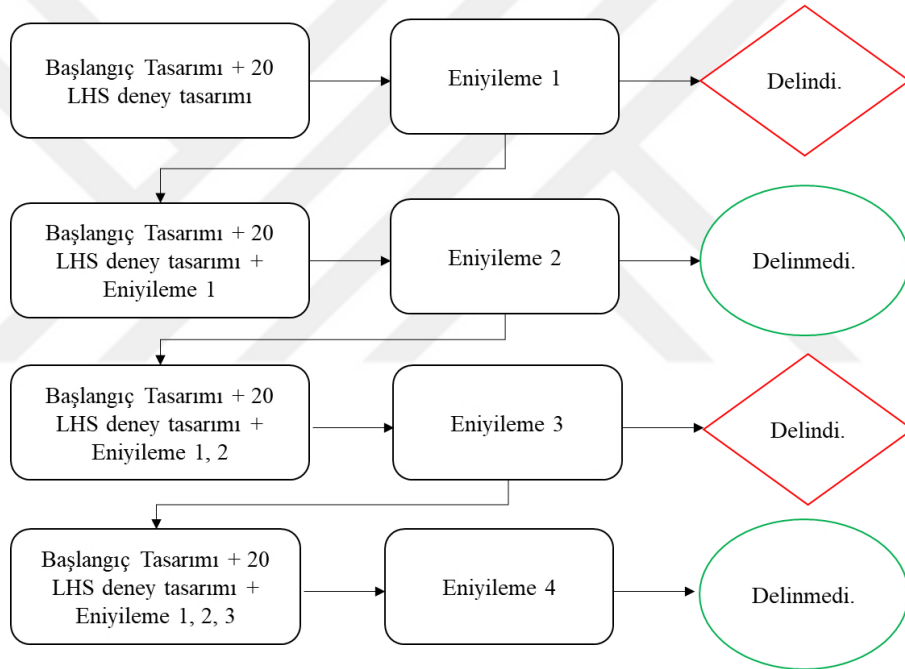 Başlangıç Tasarımı + 20
LHS deney tasarımı
Eniyileme 1
Delindi.
Başlangıç Tasarımı + 20
LHS deney tasarımı +
Eniyileme 1
Eniyileme 2
Delinmedi.
Başlangıç Tasarımı + 20
LHS deney tasarımı +
Eniyileme 1, 2
Eniyileme 3
Delindi.
Başlangıç Tasarımı + 20
LHS deney tasarımı +
Eniyileme 1, 2, 3
Eniyileme 4
Delinmedi.